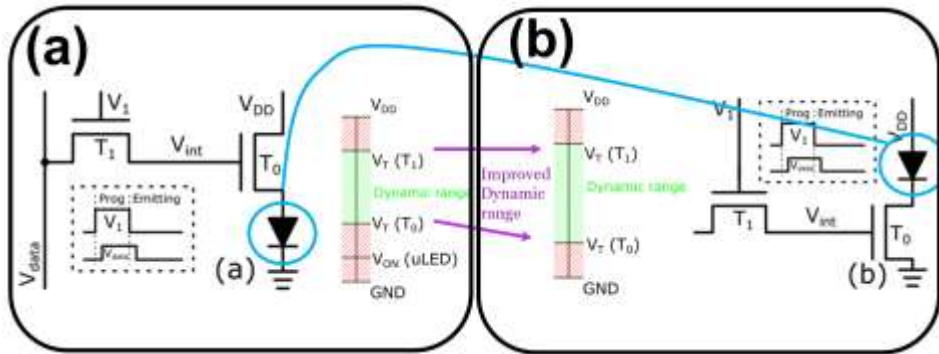 (a)
V1
VDD
T1
Vint
T0
Prog Emitting
V1
Vdata
Vdata
(a)
VDD
VT (T1)
Dynamic range
VT (T0)
VON (uLED)
GND
Improved
Dynamic
range
(b)
VDD
VT (T1)
Dynamic range
VT (T0)
GND
V1
Prog Emitting
V1
Vdata
VDD
T1
Vint
T0
(b)